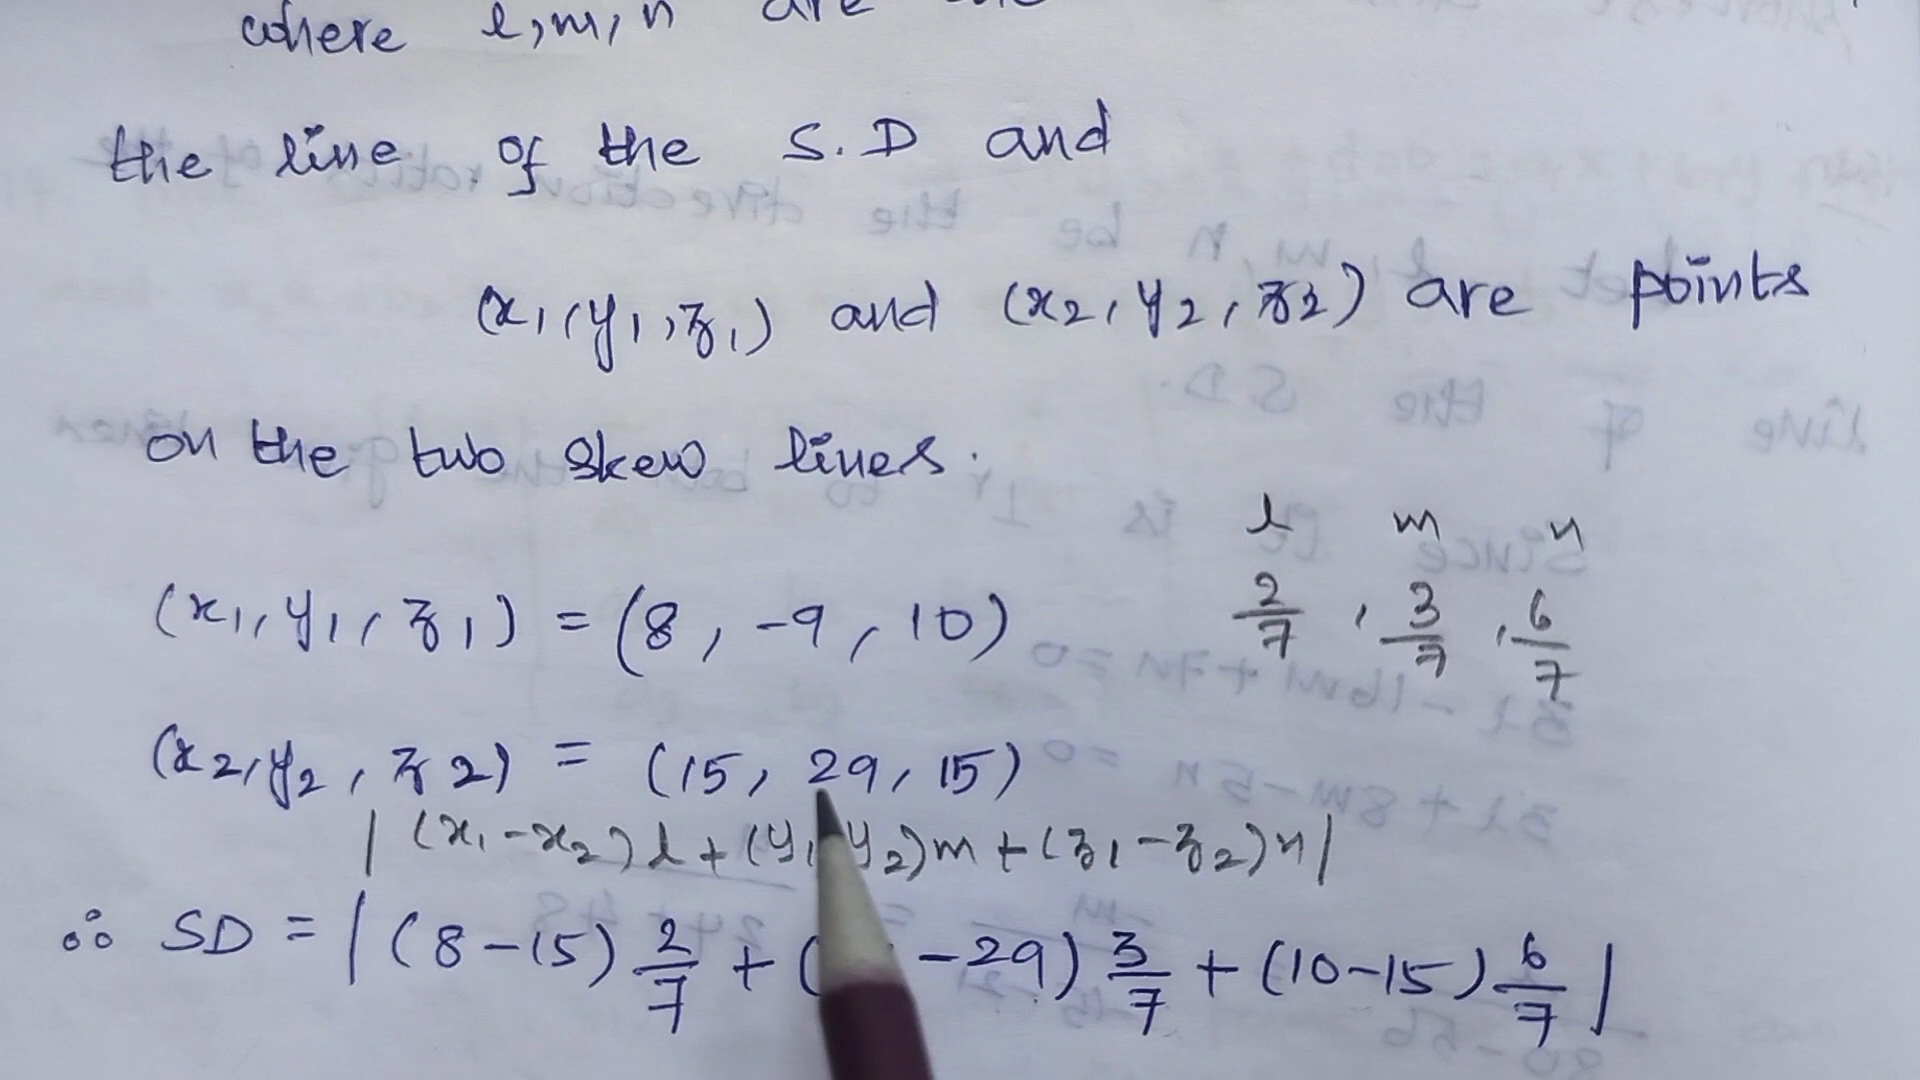 where l, m, n are
the line of the S.D and
(x₁, y₁, z₁) and (x₂, y₂, z₂) are points
on the two skew lines.
l m n
(x₁, y₁, z₁) = (8, -9, 10) 2/7, 3/7, 6/7
(x₂, y₂, z₂) = (15, 29, 15)
|(x₁-x₂)l + (y₁ y₂)m + (z₁-z₂)n|
∴ SD = |(8-15) 2/7 + ( -29) 3/7 + (10-15) 6/7|